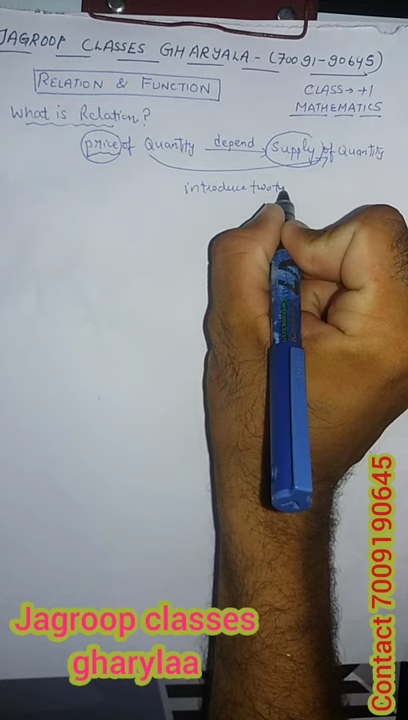 JAGROOP CLASSES GHARYALA - (70091-90645)
RELATION & FUNCTION
CLASS → +1
MATHEMATICS
What is Relation?
price of Quantity depend Supply of Quantity
introduce two
Jagroop classes
gharylaa
Contact 7009190645